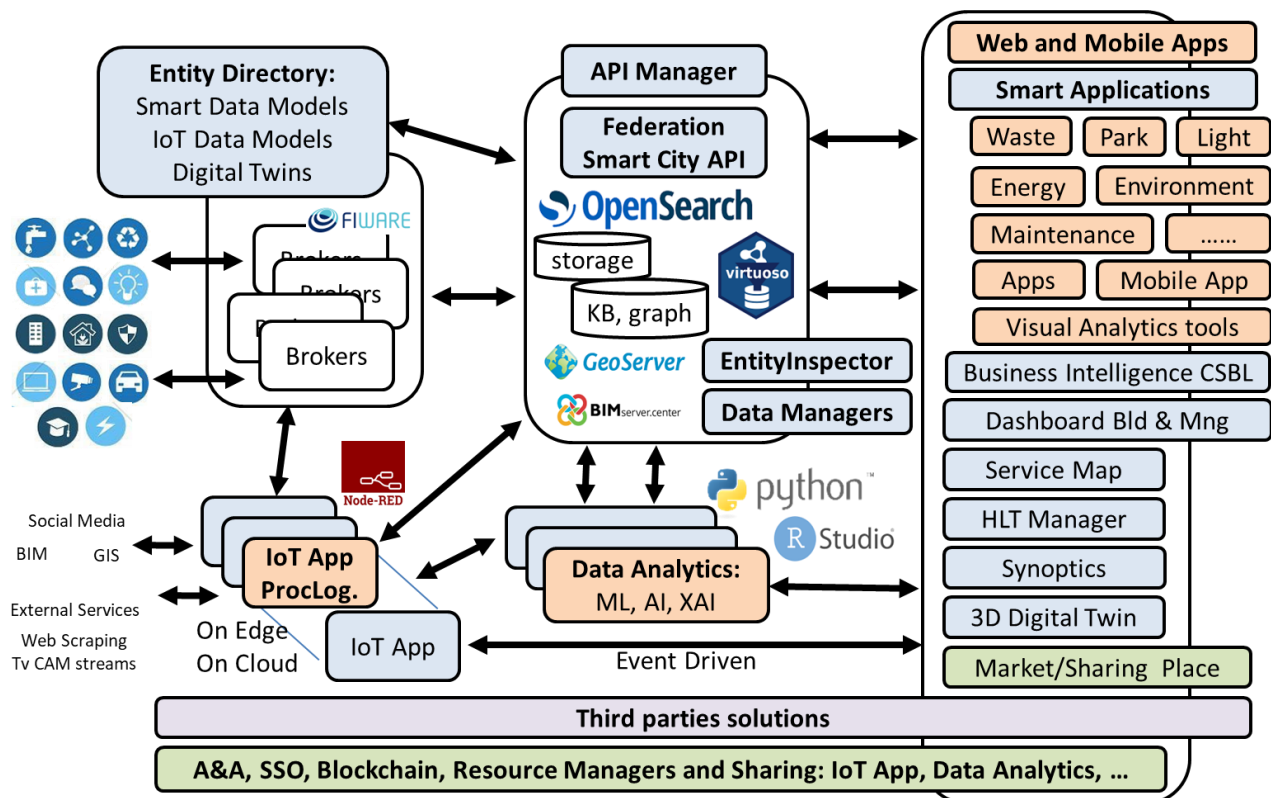 Entity Directory:
Smart Data Models
IoT Data Models
Digital Twins
FIWARE
Brokers
Brokers
Brokers
API Manager
Federation
Smart City API
OpenSearch
storage
virtuoso
KB, graph
GeoServer
EntityInspector
BIMserver.center
Data Managers
Web and Mobile Apps
Smart Applications
Waste
Park
Light
Energy
Environment
Maintenance
......
Apps
Mobile App
Visual Analytics tools
Business Intelligence CSBL
Dashboard Bld & Mng
Service Map
HLT Manager
Synoptics
3D Digital Twin
Market/Sharing Place
Node-RED
python™
R Studio
Social Media
BIM
GIS
External Services
Web Scraping
Tv CAM streams
IoT App
ProcLog.
On Edge
On Cloud
IoT App
Data Analytics:
ML, AI, XAI
Event Driven
Third parties solutions
A&A, SSO, Blockchain, Resource Managers and Sharing: IoT App, Data Analytics, ...